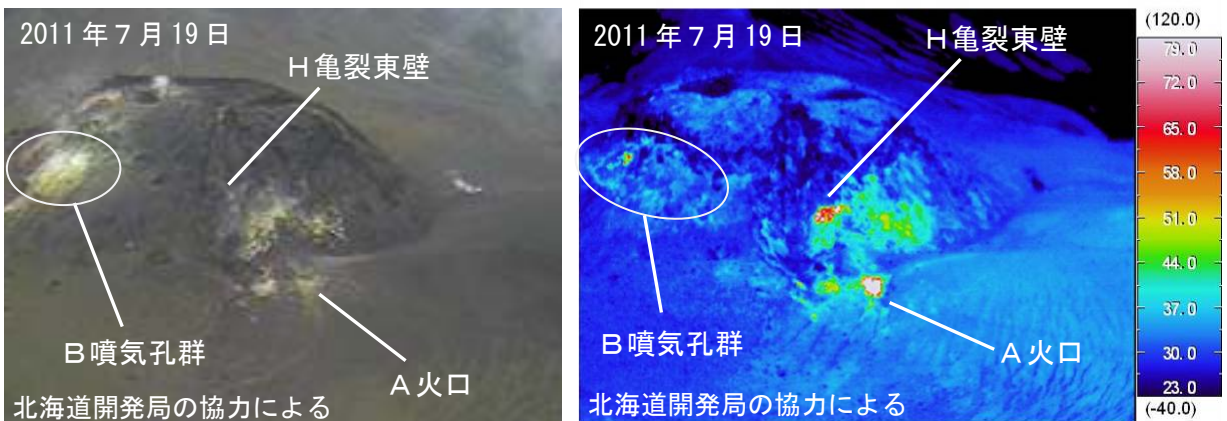 2011年7月19日
H亀裂東壁
B噴気孔群
A火口
北海道開発局の協力による
2011年7月19日
H亀裂東壁
B噴気孔群
A火口
北海道開発局の協力による
(120.0)
79.0
72.0
65.0
58.0
51.0
44.0
37.0
30.0
23.0
(-40.0)